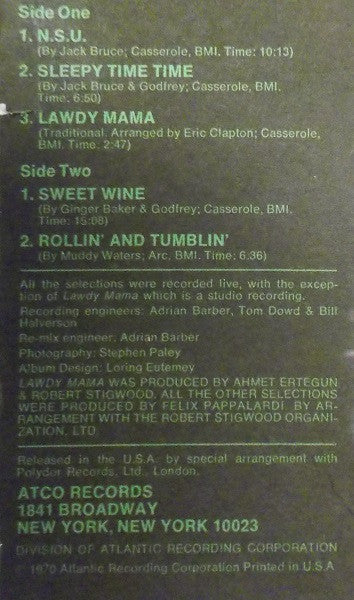 Side One
1. N.S.U.
(By Jack Bruce; Casserole, BMI. Time: 10:13)
2. SLEEPY TIME TIME
(By Jack Bruce & Godfrey; Casserole, BMI.
Time: 6:50)
3. LAWDY MAMA
(Traditional. Arranged by Eric Clapton; Casserole,
BMI. Time: 2:47)
Side Two
1. SWEET WINE
(By Ginger Baker & Godfrey; Casserole, BMI.
Time: 15:08)
2. ROLLIN' AND TUMBLIN'
(By Muddy Waters; Arc, BMI. Time: 6:36)
All the selections were recorded live, with the excep-
tion of Lawdy Mama which is a studio recording.
Recording engineers: Adrian Barber, Tom Dowd & Bill
Halverson
Re-mix engineer: Adrian Barber
Photography: Stephen Paley
Album Design: Loring Eutemey
LAWDY MAMA WAS PRODUCED BY AHMET ERTEGUN
& ROBERT STIGWOOD. ALL THE OTHER SELECTIONS
WERE PRODUCED BY FELIX PAPPALARDI BY AR-
RANGEMENT WITH THE ROBERT STIGWOOD ORGANI-
ZATION, LTD.
Released in the U.S.A. by special arrangement with
Polydor Records, Ltd., London.
ATCO RECORDS
1841 BROADWAY
NEW YORK, NEW YORK 10023
DIVISION OF ATLANTIC RECORDING CORPORATION
© 1970 Atlantic Recording Corporation Printed in U.S.A.